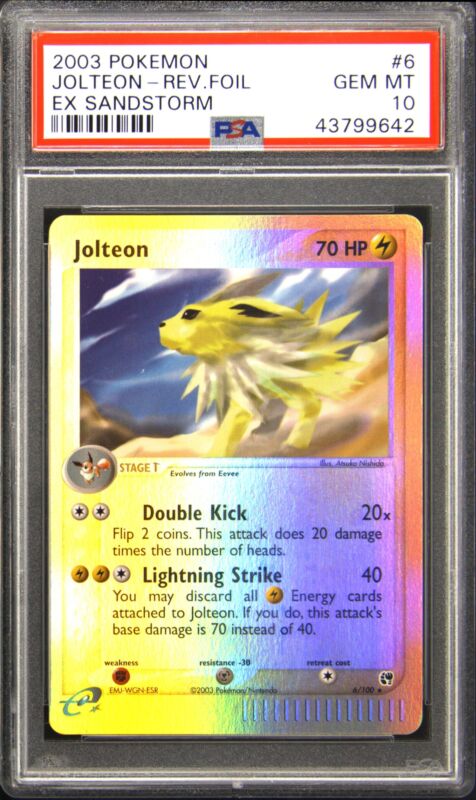 2003 POKEMON #6
JOLTEON - REV.FOIL GEM MT
EX SANDSTORM 10
PSA 43799642
Jolteon 70 HP
STAGE 1 Evolves from Eevee
Illus. Atsuko Nishida
Double Kick 20x
Flip 2 coins. This attack does 20 damage
times the number of heads.
Lightning Strike 40
You may discard all Energy cards
attached to Jolteon. If you do, this attack's
base damage is 70 instead of 40.
weakness resistance -30 retreat cost
EMJ-WGN-ESR ©2003 Pokémon/Nintendo 6/100 ★
e